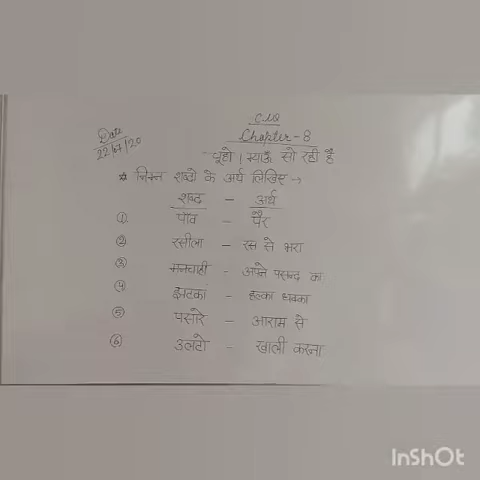 C.W
Date
22/07/20
Chapter-8
चूहो ! म्याऊँ सो रही है
* निम्न शब्दो के अर्थ लिखिए →
शब्द - अर्थ
① पाँव - पैर
② रसीला - रस से भरा
③ मनचाही - अपने पसन्द का
④ झटका - हल्का धक्का
⑤ पसारे - आराम से
⑥ उलटो - खाली करना
InShOt